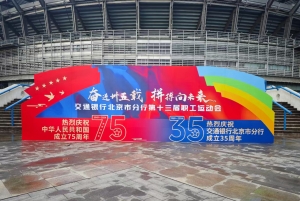 奋进卅五载 拼搏向未来
交通银行北京市分行第十三届职工运动会
热烈庆祝
中华人民共和国
成立75周年
75
35
热烈庆祝
交通银行北京市分行
成立35周年